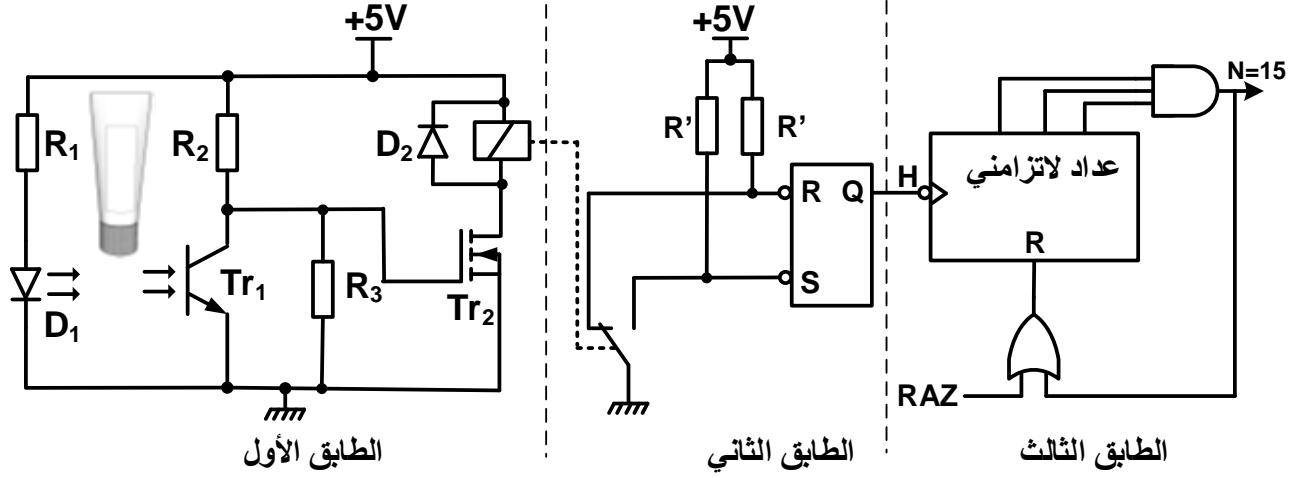 +5V
R1
R2
D2
D1
Tr1
R3
Tr2
الطابق الأول
+5V
R’
R’
R
Q
S
الطابق الثاني
N=15
H
عداد لاتزامني
R
RAZ
الطابق الثالث